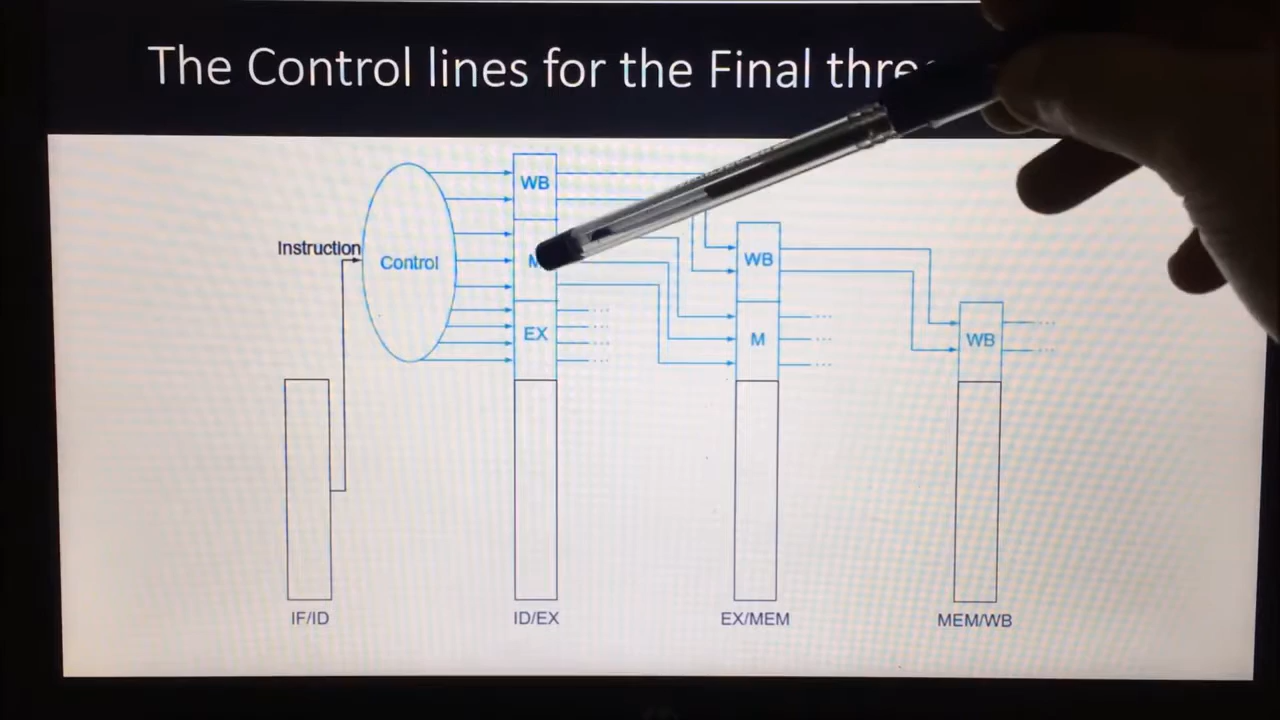 The Control lines for the Final
WB
Instruction
Control
WB
EX
M
WB
IF/ID
ID/EX
EX/MEM
MEM/WB